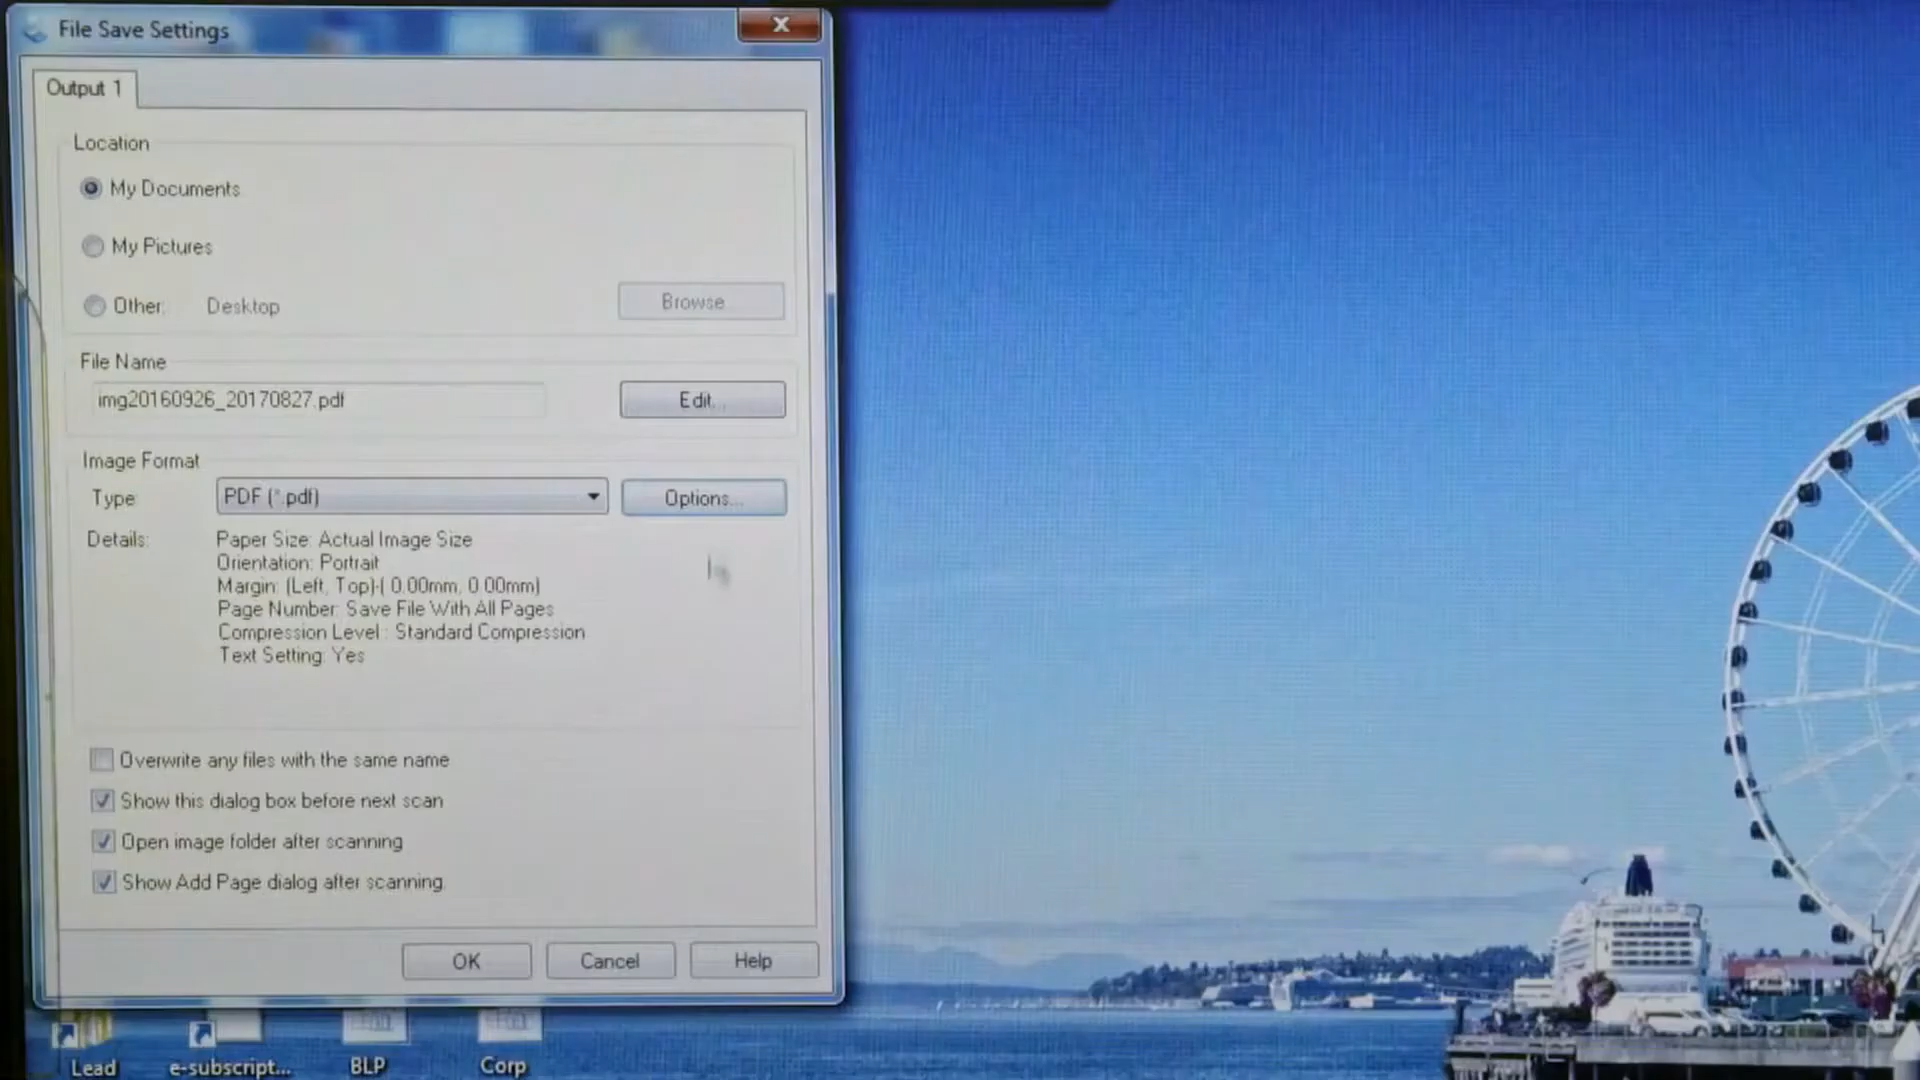 File Save Settings
Output 1
Location
My Documents
My Pictures
Other: Desktop Browse
File Name
img20160926_20170827.pdf Edit...
Image Format
Type PDF (*.pdf) Options...
Details: Paper Size: Actual Image Size
Orientation: Portrait
Margin: (Left, Top)-( 0.00mm, 0.00mm)
Page Number: Save File With All Pages
Compression Level : Standard Compression
Text Setting: Yes
Overwrite any files with the same name
Show this dialog box before next scan
Open image folder after scanning
Show Add Page dialog after scanning.
OK Cancel Help
Lead e-subscript... BLP Corp